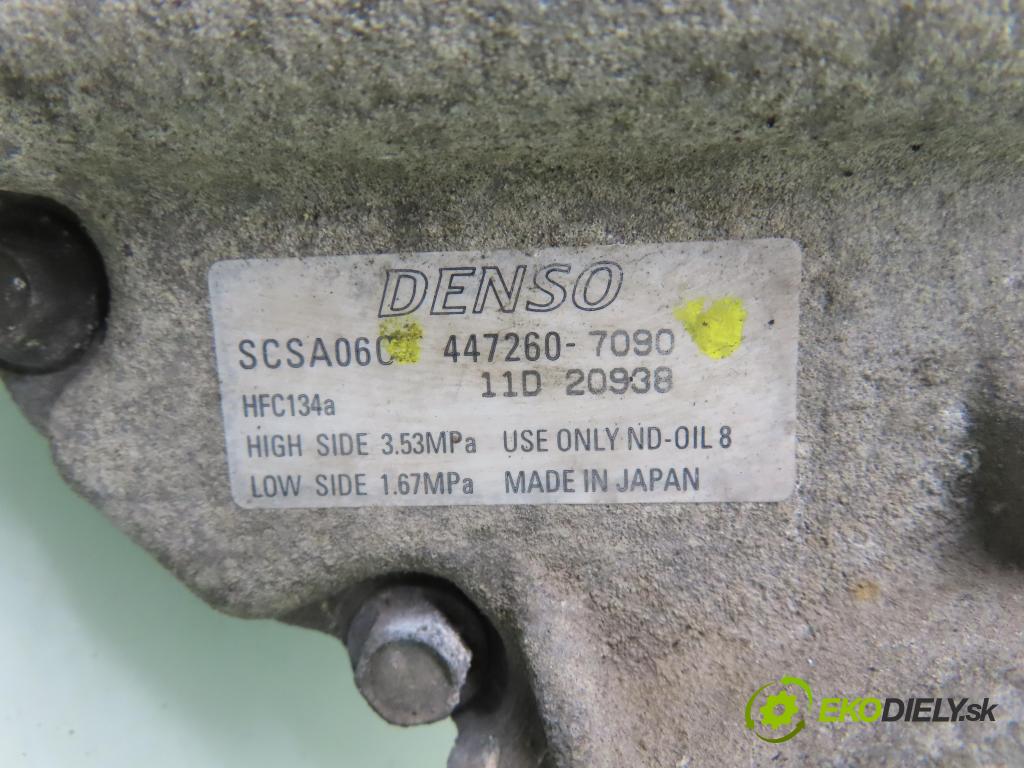 DENSO
SCSA06C 447260-7090
11D 20938
HFC134a
HIGH SIDE 3.53MPa USE ONLY ND-OIL 8
LOW SIDE 1.67MPa MADE IN JAPAN
EKODIELY.sk